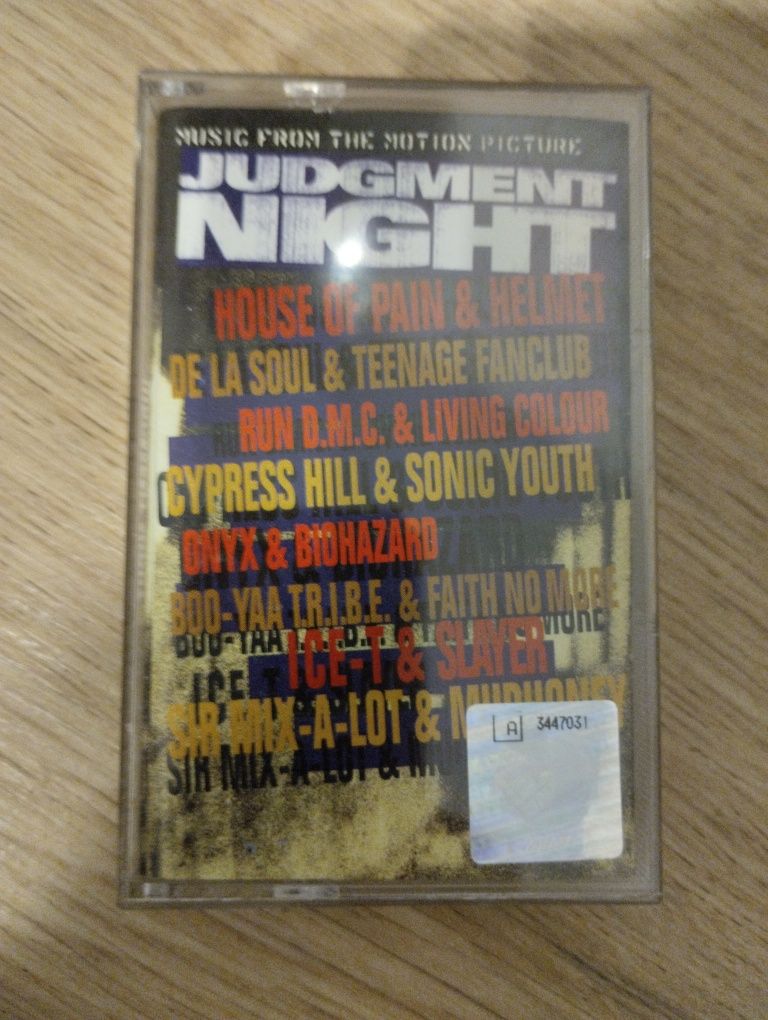 MUSIC FROM THE MOTION PICTURE
JUDGMENT
NIGHT
HOUSE OF PAIN & HELMET
DE LA SOUL & TEENAGE FANCLUB
RUN D.M.C. & LIVING COLOUR
CYPRESS HILL & SONIC YOUTH
ONYX & BIOHAZARD
BOO-YAA T.R.I.B.E. & FAITH NO MORE
ICE-T & SLAYER
SIR MIX-A-LOT & MUDHONEY
A 3447031